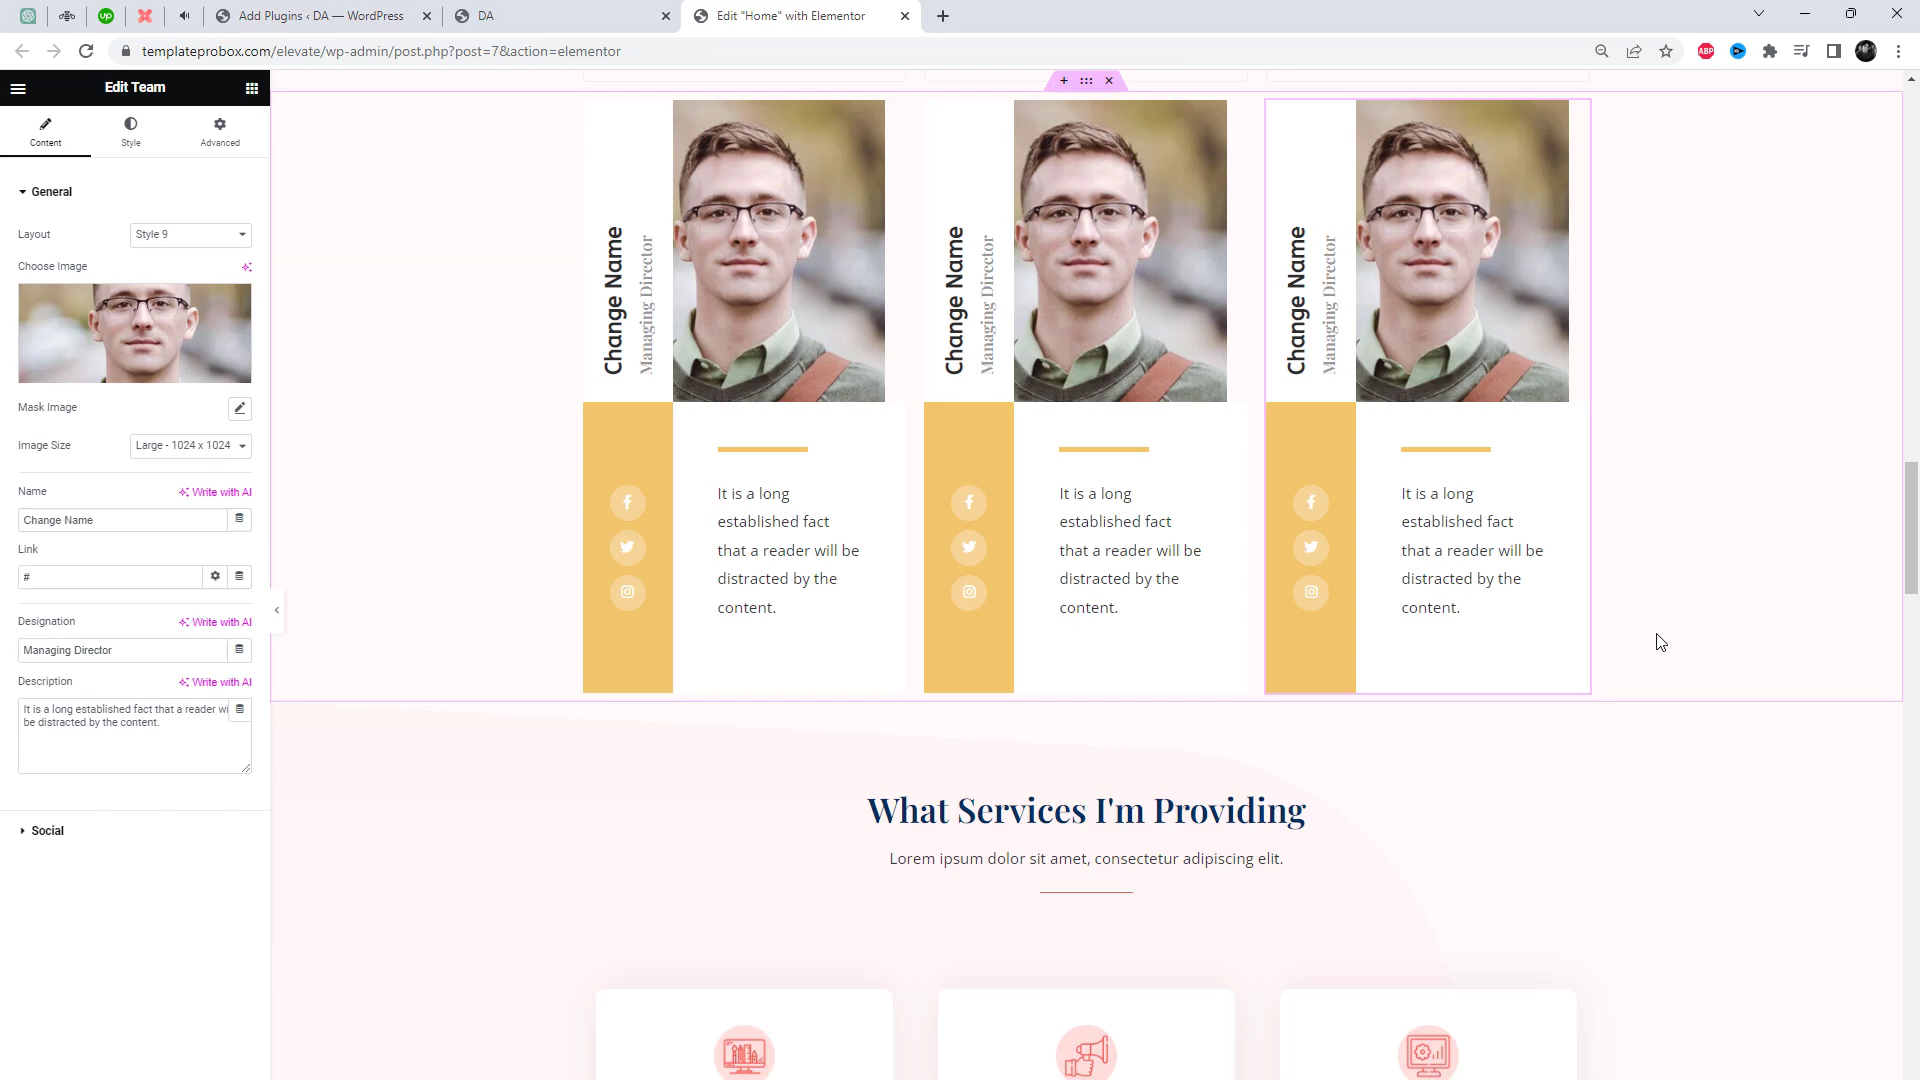 Add Plugins ‹ DA — WordPress
DA
Edit "Home" with Elementor
templateprobox.com/elevate/wp-admin/post.php?post=7&action=elementor
ABP
Edit Team
Content
Style
Advanced
General
Layout
Style 9
Choose Image
Mask Image
Image Size
Large - 1024 x 1024
Name
Write with AI
Change Name
Link
#
Designation
Write with AI
Managing Director
Description
Write with AI
It is a long established fact that a reader wi
be distracted by the content.
Social
Change Name
Managing Director
It is a long
established fact
that a reader will be
distracted by the
content.
Change Name
Managing Director
It is a long
established fact
that a reader will be
distracted by the
content.
Change Name
Managing Director
It is a long
established fact
that a reader will be
distracted by the
content.
What Services I'm Providing
Lorem ipsum dolor sit amet, consectetur adipiscing elit.